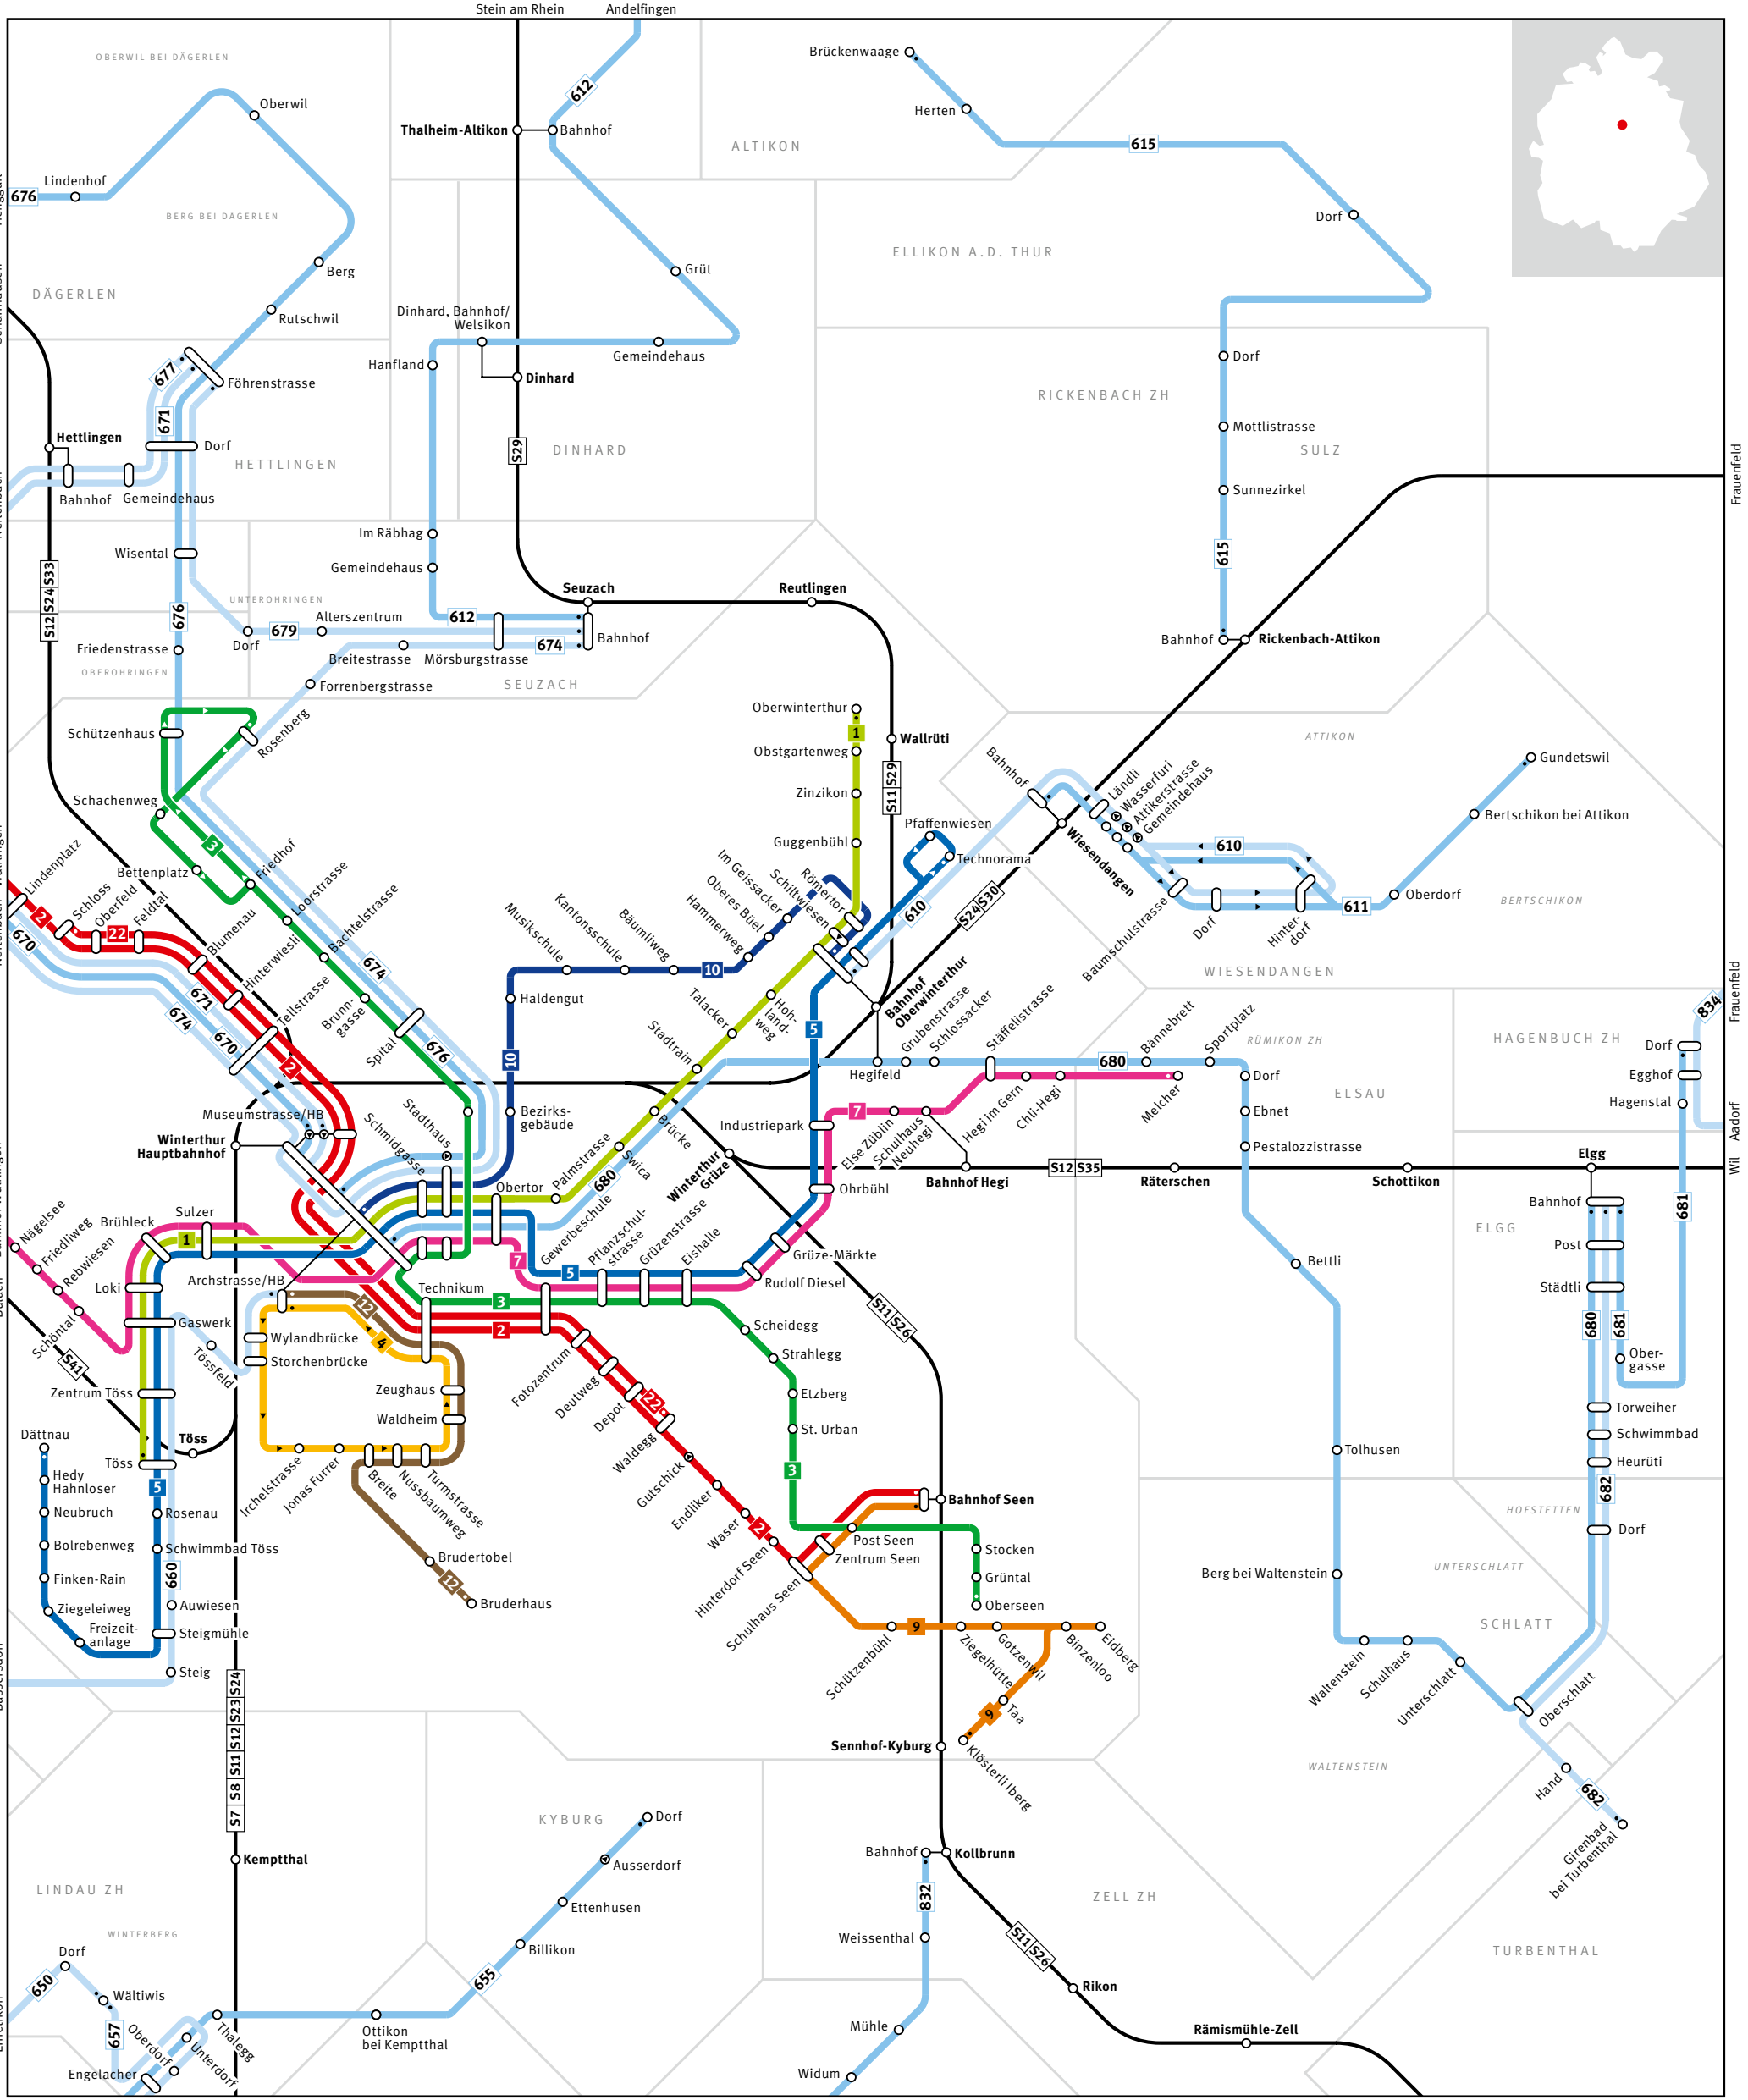 Stein am Rhein
Andelfingen
OBERWIL BEI DÄGERLEN
Brückenwaage
612
Oberwil
Herten
Thalheim-Altikon
Bahnhof
ALTIKON
615
Lindenhof
676
BERG BEI DÄGERLEN
Dorf
ELLIKON A.D. THUR
Berg
Grüt
DÄGERLEN
Rutschwil
Dinhard, Bahnhof/
Welsikon
Gemeindehaus
Dorf
Hanfland
Dinhard
677
Föhrenstrasse
RICKENBACH ZH
671
Mottlistrasse
Hettlingen
Dorf
S29
DINHARD
SULZ
HETTLINGEN
Frauenfeld
Bahnhof
Gemeindehaus
Sunnezirkel
Im Räbhag
Wisental
615
Gemeindehaus
S12 S24 S33
Seuzach
Reutlingen
UNTEROHRINGEN
676
Alterszentrum
612
679
Dorf
Bahnhof
Bahnhof
Rickenbach-Attikon
Friedenstrasse
Breitestrasse
Mörsburgstrasse
674
OBEROHRINGEN
Forrenbergstrasse
SEUZACH
Oberwinterthur
Schützenhaus
Rosenberg
1
Wallrüti
ATTIKON
Obstgartenweg
Gundetswil
Bahnhof
Ländli
Wasserfuri
Attikerstrasse
Gemeindehaus
Zinzikon
S11 S29
Schachenweg
Bertschikon bei Attikon
Pfaffenwiesen
Guggenbühl
3
Technorama
Wiesendangen
610
Lindenplatz
Bettenplatz
Friedhof
Im Geissacker
Schiltwiesen
Römertor
Oberes Büel
Hammerweg
611
Oberdorf
BERTSCHIKON
2
Schloss
Oberfeld
Feldtal
22
Loorstrasse
610
S24 S30
Baumschulstrasse
Dorf
Hinter-
dorf
670
Blumenau
Bachtelstrasse
Musikschule
Kantonsschule
Bäumliweg
10
WIESENDANGEN
Hinterwiesli
674
671
Haldengut
Tellstrasse
Brunn-
gasse
Hoh-
land-
weg
Bahnhof
Oberwinterthur
Frauenfeld
834
674
Talacker
5
670
Spital
676
Stadtrain
Grubenstrasse
Schlossacker
Stäffelistrasse
Bännebrett
Sportplatz
RÜMIKON ZH
HAGENBUCH ZH
Dorf
2
10
Hegifeld
680
Dorf
Egghof
Hegi im Gern
Chli-Hegi
Melcher
ELSAU
Hagenstal
Museumstrasse/HB
Stadthaus
Bezirks-
gebäude
Brücke
7
Ebnet
Aadorf
Winterthur
Hauptbahnhof
Schmidgasse
Industriepark
Else Züblin
Schulhaus
Neuhegi
Pestalozzistrasse
Swica
Palmstrasse
Winterthur
Grüze
Bahnhof Hegi
S12 S35
Räterschen
Schottikon
Elgg
Wil
Obertor
680
Ohrbühl
Bahnhof
681
Nägelsee
Friedliweg
Rebwiesen
Brühleck
Sulzer
1
Gewerbeschule
Pflanzschul-
strasse
Grüzenstrasse
Eishalle
ELGG
Post
7
5
Grüze-Märkte
Bettli
Loki
Archstrasse/HB
Technikum
Rudolf Diesel
Städtli
Schöntal
Gaswerk
12
3
S11 S26
680
681
S41
Tössfeld
Wylandbrücke
4
2
Scheidegg
Storchenbrücke
Strahlegg
Ober-
gasse
Zentrum Töss
Zeughaus
Fotozentrum
Deutweg
Depot
22
Etzberg
Waldheim
Torweiher
Dättnau
Töss
St. Urban
Schwimmbad
Töss
Waldegg
Tolhusen
Heurüti
Hedy
Hahnloser
5
Irchelstrasse
Jonas Furrer
Breite
Nussbaumweg
Turmstrasse
Gutschick
3
682
Neubruch
Rosenau
Endliker
Bahnhof Seen
HOFSTETTEN
Dorf
Bolrebenweg
Schwimmbad Töss
Waser
2
Post Seen
Finken-Rain
660
Brudertobel
Hinterdorf Seen
Zentrum Seen
Stocken
UNTERSCHLATT
Ziegeleiweg
Auwiesen
12
Bruderhaus
Schulhaus Seen
Grüntal
Berg bei Waltenstein
Freizeit-
anlage
Steigmühle
Oberseen
SCHLATT
9
Steig
Schützenbühl
Ziegelhütte
Gotzenwil
Binzenloo
Eidberg
Waltenstein
Schulhaus
Unterschlatt
Oberschlatt
S7 S8 S11 S12 S23 S24
9
Taa
Sennhof-Kyburg
Klösterli Iberg
WALTENSTEIN
Hand
682
KYBURG
Dorf
Girenbad
bei Turbenthal
Kemptthal
Ausserdorf
Bahnhof
Kollbrunn
LINDAU ZH
Ettenhusen
832
ZELL ZH
WINTERBERG
Billikon
Weissenthal
S11 S26
TURBENTHAL
Dorf
650
655
Rikon
Wältiwis
657
Oberdorf
Unterdorf
Thalegg
Ottikon
bei Kemptthal
Mühle
Rämismühle-Zell
Engelacher
Widum